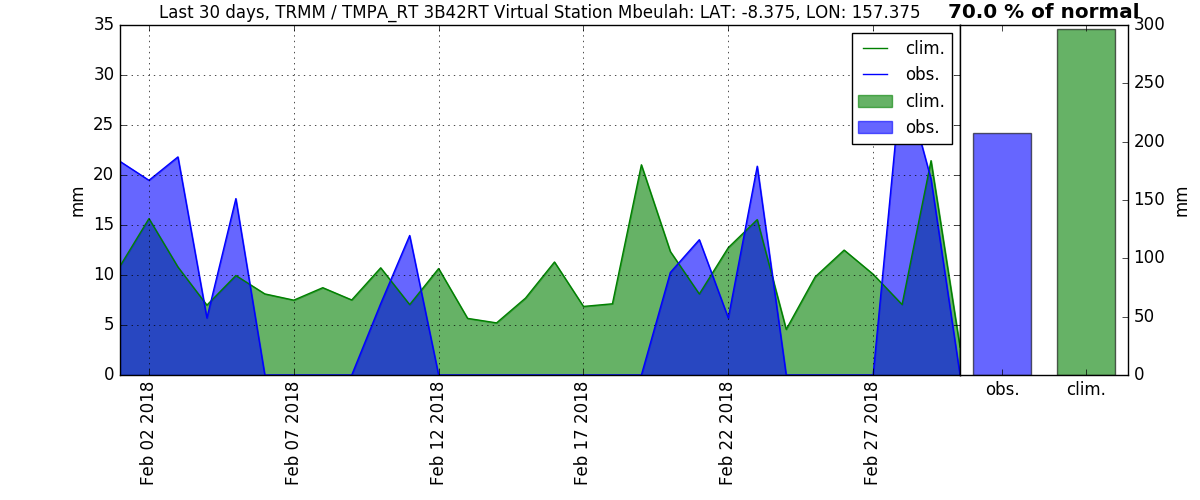 Last 30 days, TRMM / TMPA_RT 3B42RT Virtual Station Mbeulah: LAT: -8.375, LON: 157.375
70.0 % of normal
35
30
25
20
15
10
5
0
mm
clim.
obs.
clim.
obs.
300
250
200
150
100
50
0
mm
Feb 02 2018
Feb 07 2018
Feb 12 2018
Feb 17 2018
Feb 22 2018
Feb 27 2018
obs.
clim.